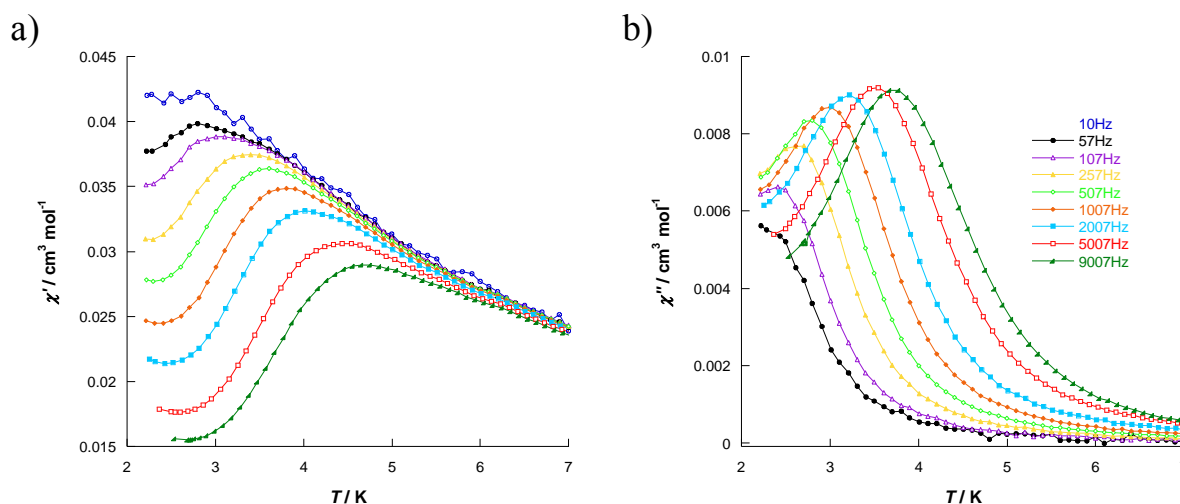 a)
0.045
0.04
0.035
0.03
0.025
0.02
0.015
χ' / cm³ mol⁻¹
2 3 4 5 6 7
T / K
b)
0.01
0.008
0.006
0.004
0.002
0
χ'' / cm³ mol⁻¹
2 3 4 5 6
T / K
10Hz
57Hz
107Hz
257Hz
507Hz
1007Hz
2007Hz
5007Hz
9007Hz